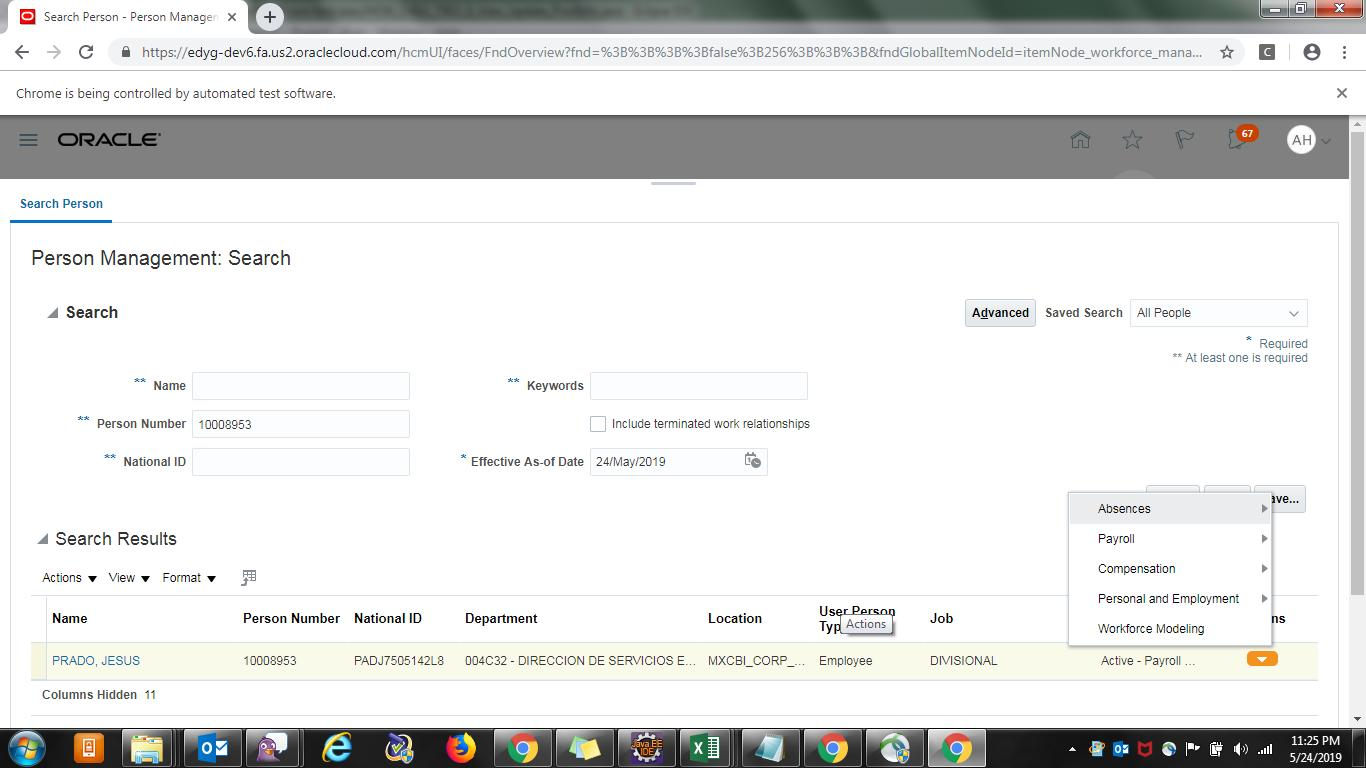 Search Person - Person Managem
https://edyg-dev6.fa.us2.oraclecloud.com/hcmUI/faces/FndOverview?fnd=%3B%3B%3B%3Bfalse%3B256%3B%3B%3B&fndGlobalItemNodeId=itemNode_workforce_mana...
C
Chrome is being controlled by automated test software.
ORACLE
67
AH
Search Person
Person Management: Search
Search
Advanced
Saved Search
All People
* Required
** At least one is required
** Name
** Keywords
** Person Number 10008953
Include terminated work relationships
** National ID
* Effective As-of Date 24/May/2019
ave...
Absences
Payroll
Compensation
Personal and Employment
Workforce Modeling
Search Results
Actions View Format
Name Person Number National ID Department Location User Person Typ Job ns
Actions
PRADO, JESUS 10008953 PADJ7505142L8 004C32 - DIRECCION DE SERVICIOS E... MXCBI_CORP_... Employee DIVISIONAL Active - Payroll ...
Columns Hidden 11
Java EE
IDE
11:25 PM
5/24/2019